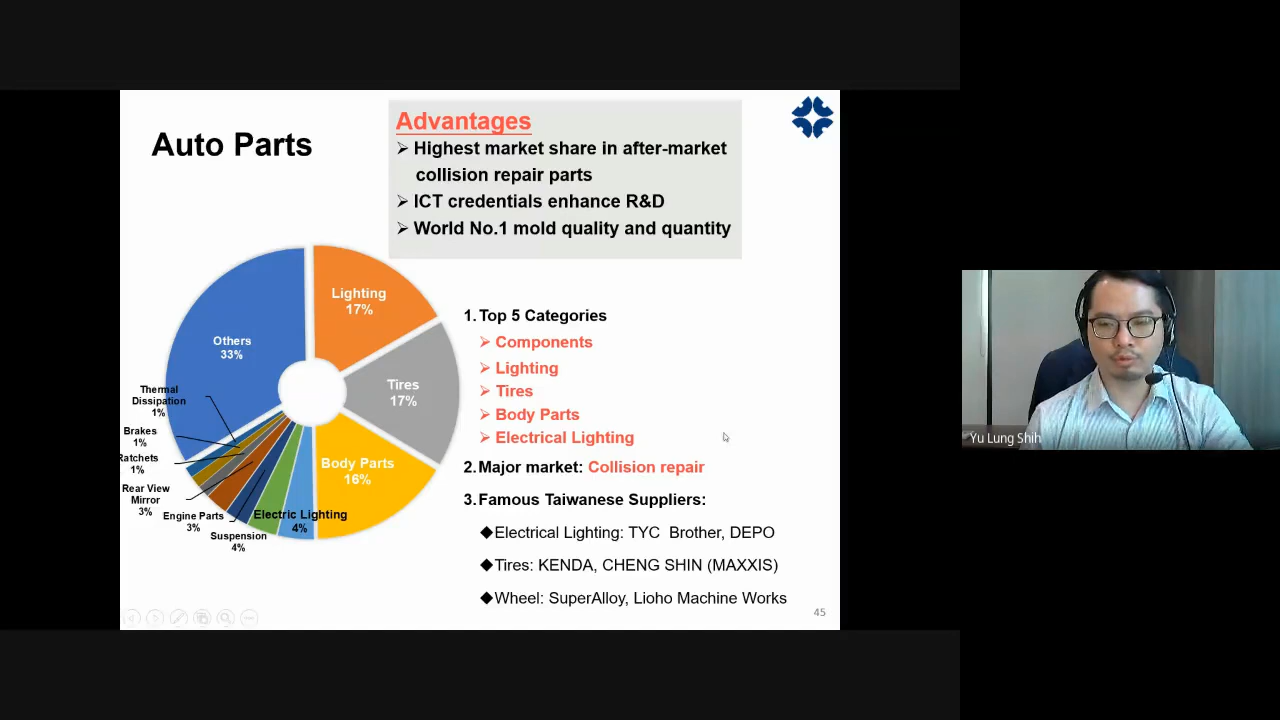 Auto Parts
Advantages
➢ Highest market share in after-market
collision repair parts
➢ ICT credentials enhance R&D
➢ World No.1 mold quality and quantity
Lighting
17%
Tires
17%
Body Parts
16%
Electric Lighting
4%
Suspension
4%
Engine Parts
3%
Rear View
Mirror
3%
Ratchets
1%
Brakes
1%
Thermal
Dissipation
1%
Others
33%
1. Top 5 Categories
➢ Components
➢ Lighting
➢ Tires
➢ Body Parts
➢ Electrical Lighting
2. Major market: Collision repair
3. Famous Taiwanese Suppliers:
◆Electrical Lighting: TYC Brother, DEPO
◆Tires: KENDA, CHENG SHIN (MAXXIS)
◆Wheel: SuperAlloy, Lioho Machine Works
45
Yu Lung Shih